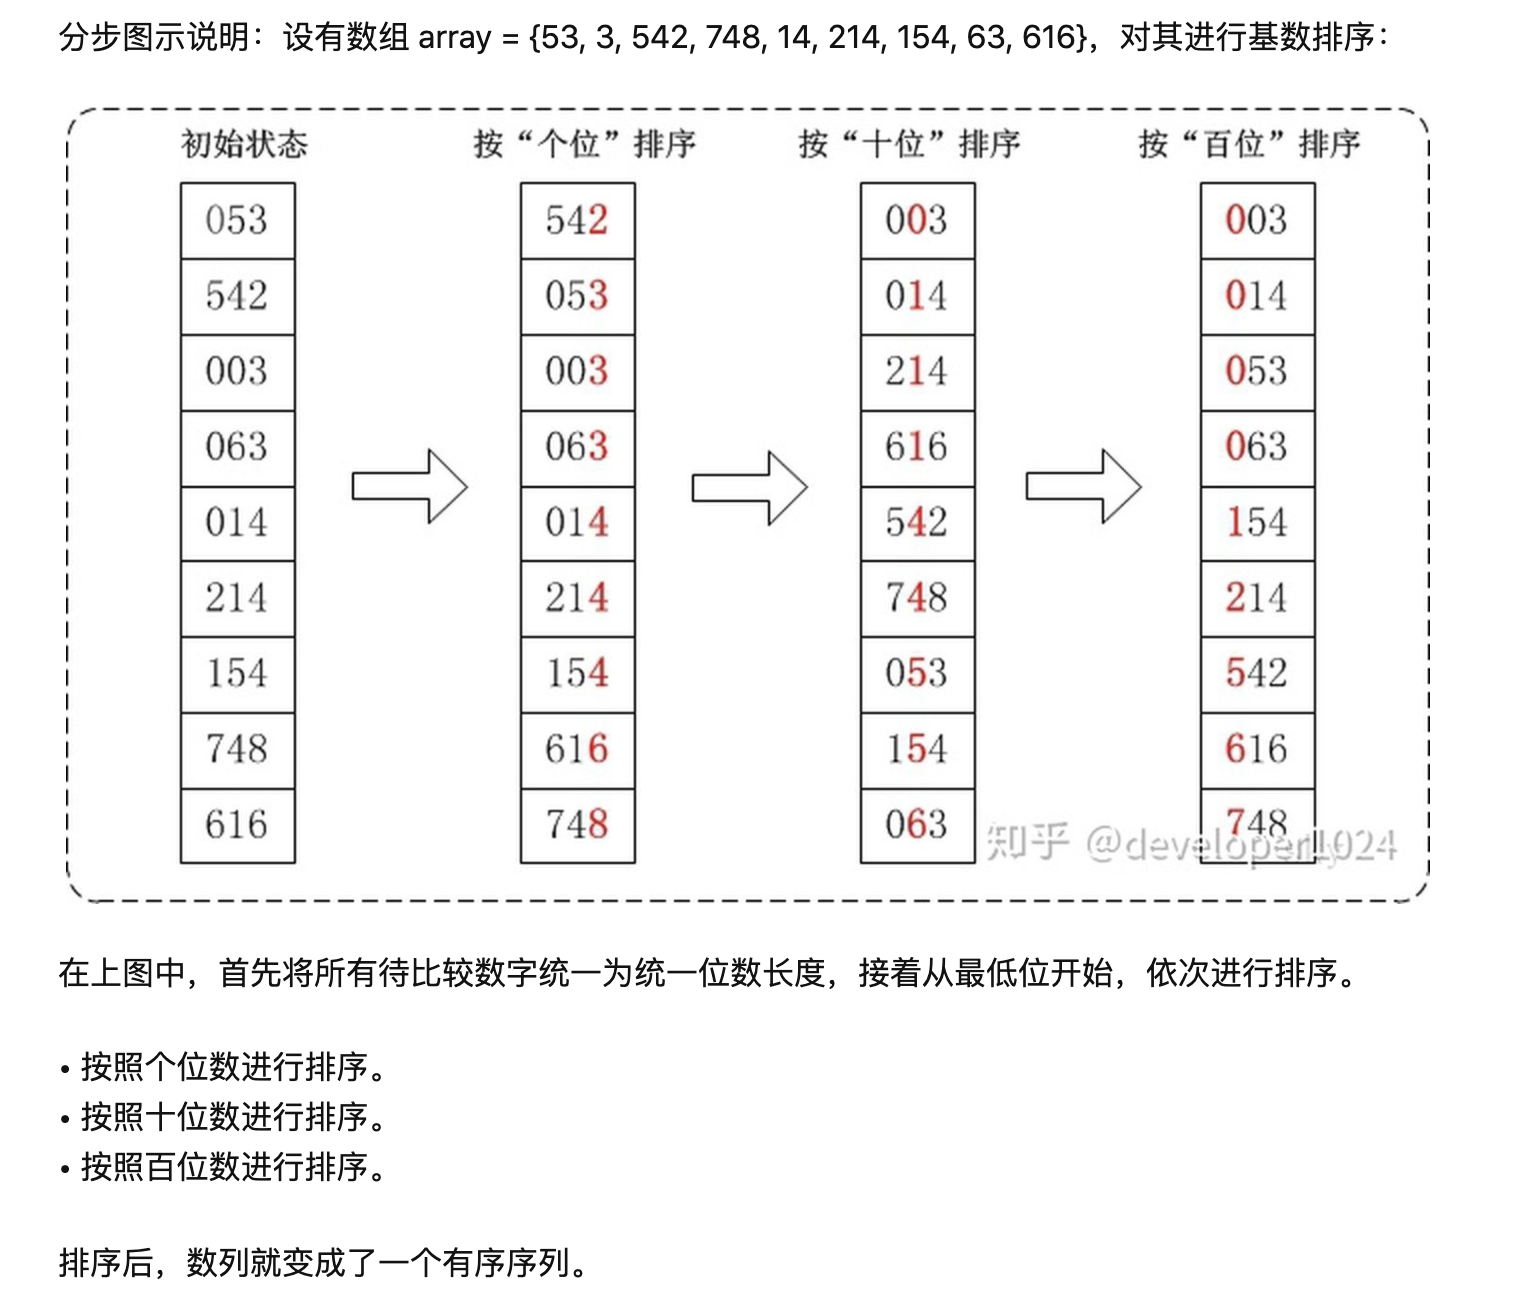 分步图示说明：设有数组 array = {53, 3, 542, 748, 14, 214, 154, 63, 616}，对其进行基数排序：
初始状态 按“个位”排序 按“十位”排序 按“百位”排序
053 542 003 003
542 053 014 014
003 003 214 053
063 063 616 063
014 014 542 154
214 214 748 214
154 154 053 542
748 616 154 616
616 748 063 748
知乎 @developer1024
在上图中，首先将所有待比较数字统一为统一位数长度，接着从最低位开始，依次进行排序。
• 按照个位数进行排序。
• 按照十位数进行排序。
• 按照百位数进行排序。
排序后，数列就变成了一个有序序列。